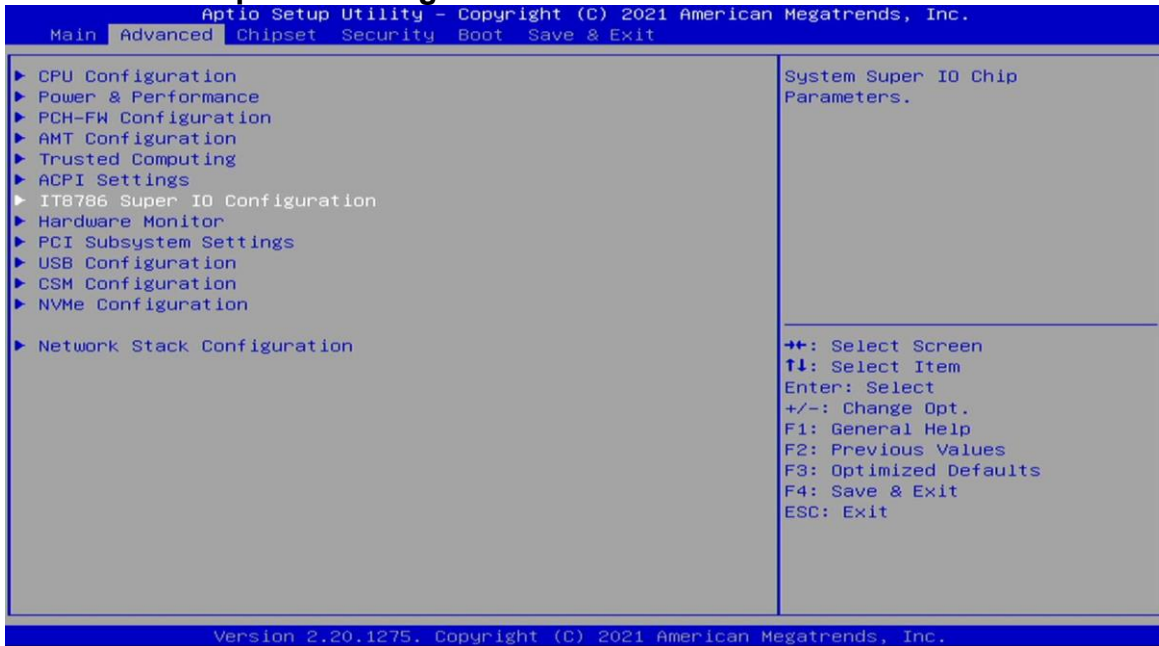 Aptio Setup Utility – Copyright (C) 2021 American Megatrends, Inc.
Main Advanced Chipset Security Boot Save & Exit
► CPU Configuration
► Power & Performance
► PCH-FW Configuration
► AMT Configuration
► Trusted Computing
► ACPI Settings
► IT8786 Super IO Configuration
► Hardware Monitor
► PCI Subsystem Settings
► USB Configuration
► CSM Configuration
► NVMe Configuration
► Network Stack Configuration
System Super IO Chip
Parameters.
→←: Select Screen
↑↓: Select Item
Enter: Select
+/-: Change Opt.
F1: General Help
F2: Previous Values
F3: Optimized Defaults
F4: Save & Exit
ESC: Exit
Version 2.20.1275. Copyright (C) 2021 American Megatrends, Inc.